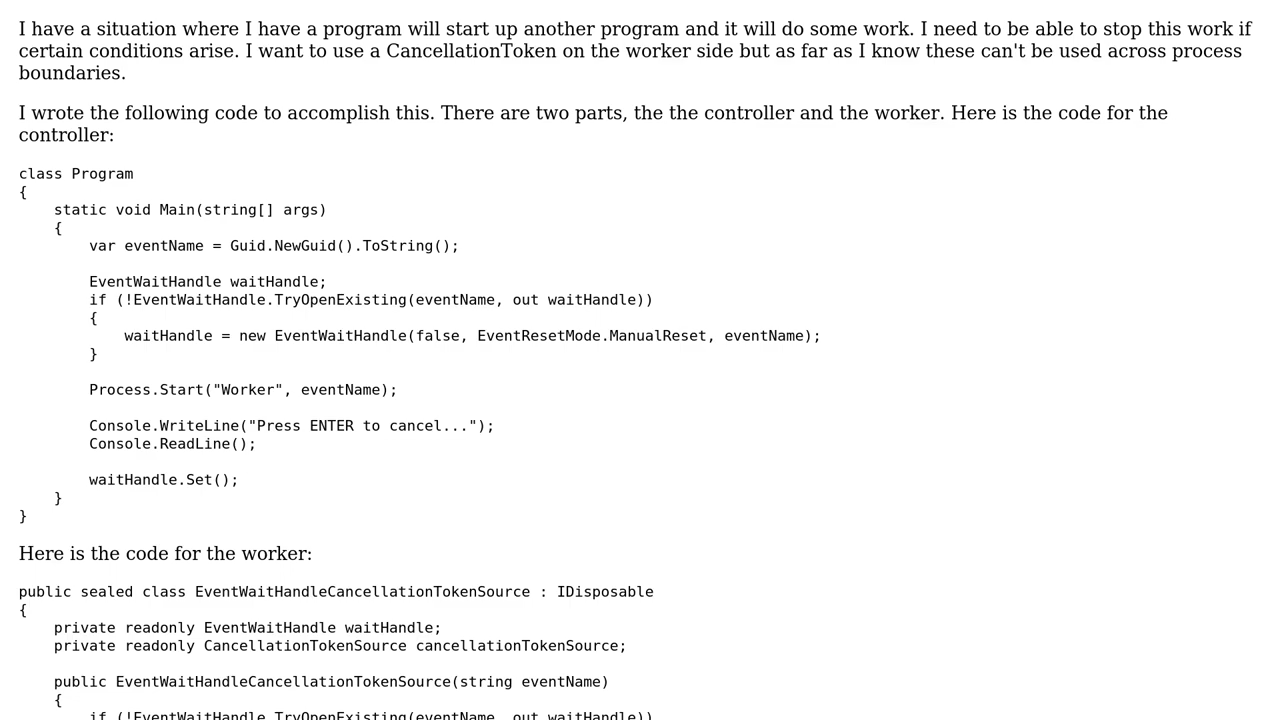 I have a situation where I have a program will start up another program and it will do some work. I need to be able to stop this work if
certain conditions arise. I want to use a CancellationToken on the worker side but as far as I know these can't be used across process
boundaries.
I wrote the following code to accomplish this. There are two parts, the the controller and the worker. Here is the code for the
controller:
class Program
{
    static void Main(string[] args)
    {
        var eventName = Guid.NewGuid().ToString();
        EventWaitHandle waitHandle;
        if (!EventWaitHandle.TryOpenExisting(eventName, out waitHandle))
        {
            waitHandle = new EventWaitHandle(false, EventResetMode.ManualReset, eventName);
        }
        Process.Start("Worker", eventName);
        Console.WriteLine("Press ENTER to cancel...");
        Console.ReadLine();
        waitHandle.Set();
    }
}
Here is the code for the worker:
public sealed class EventWaitHandleCancellationTokenSource : IDisposable
{
    private readonly EventWaitHandle waitHandle;
    private readonly CancellationTokenSource cancellationTokenSource;
    public EventWaitHandleCancellationTokenSource(string eventName)
    {
        if (!EventWaitHandle.TryOpenExisting(eventName, out waitHandle))